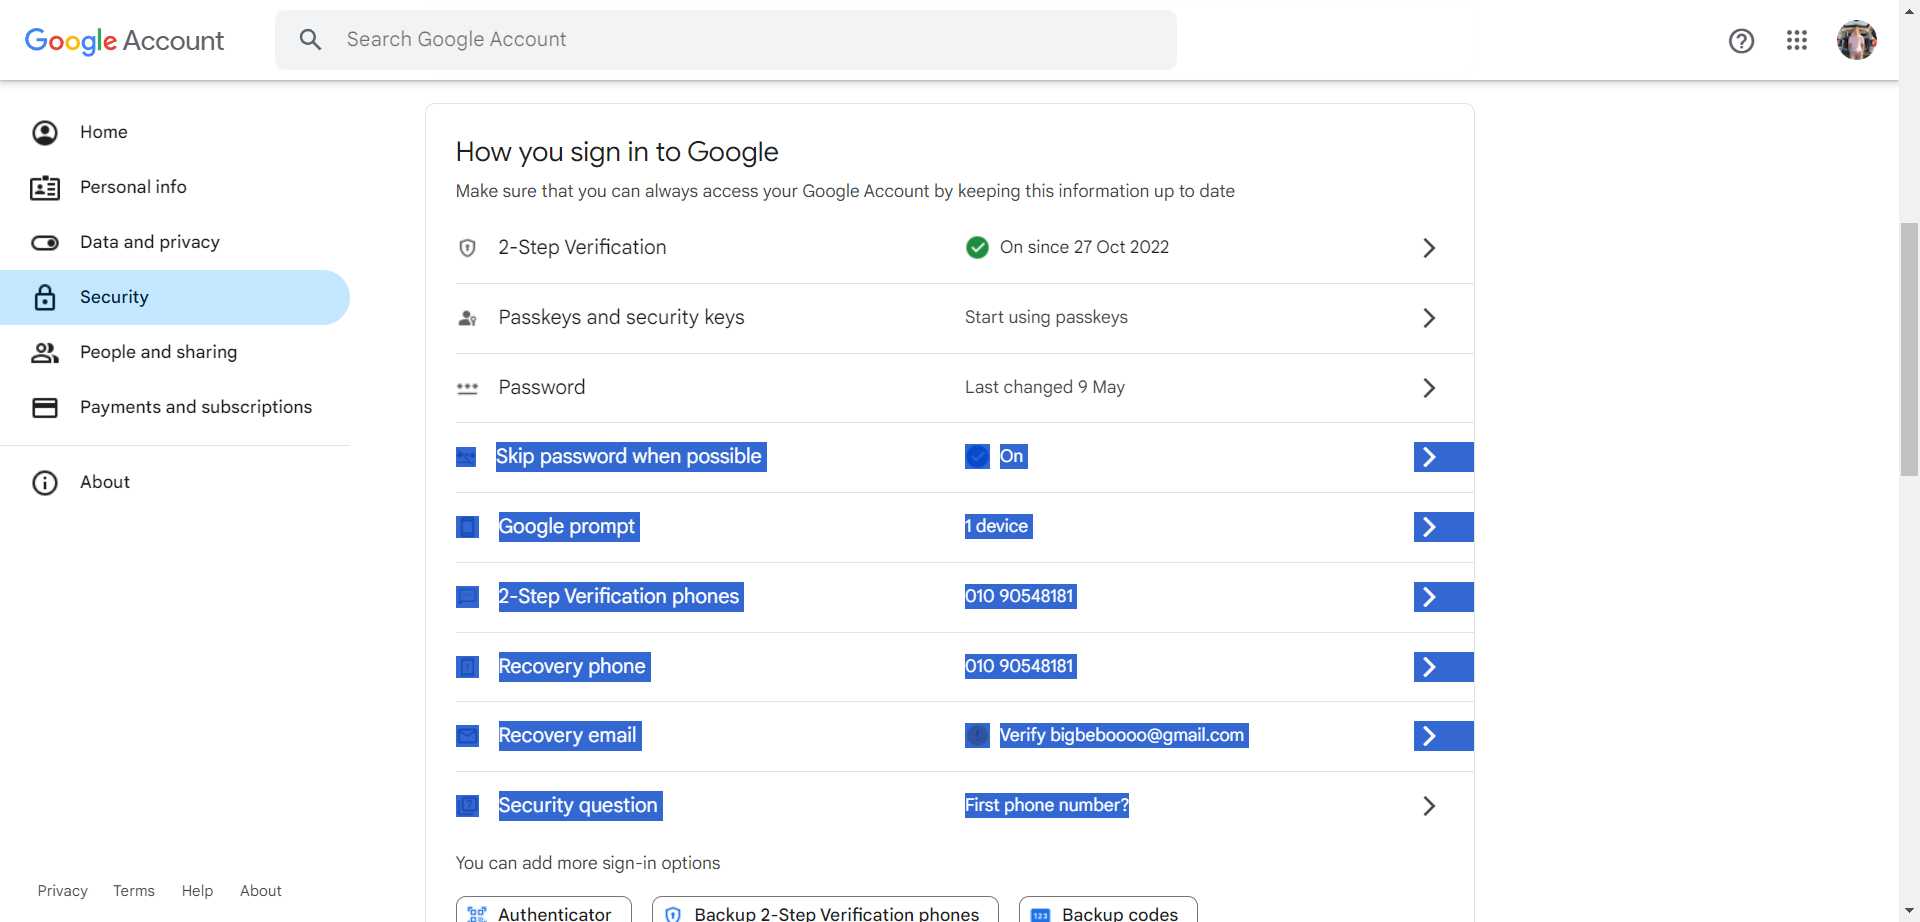 Google Account
Search Google Account
Home
Personal info
Data and privacy
Security
People and sharing
Payments and subscriptions
About
How you sign in to Google
Make sure that you can always access your Google Account by keeping this information up to date
2-Step Verification On since 27 Oct 2022
Passkeys and security keys Start using passkeys
Password Last changed 9 May
Skip password when possible On
Google prompt 1 device
2-Step Verification phones 010 90548181
Recovery phone 010 90548181
Recovery email Verify bigbeboooo@gmail.com
Security question First phone number?
You can add more sign-in options
Authenticator Backup 2-Step Verification phones Backup codes
Privacy Terms Help About